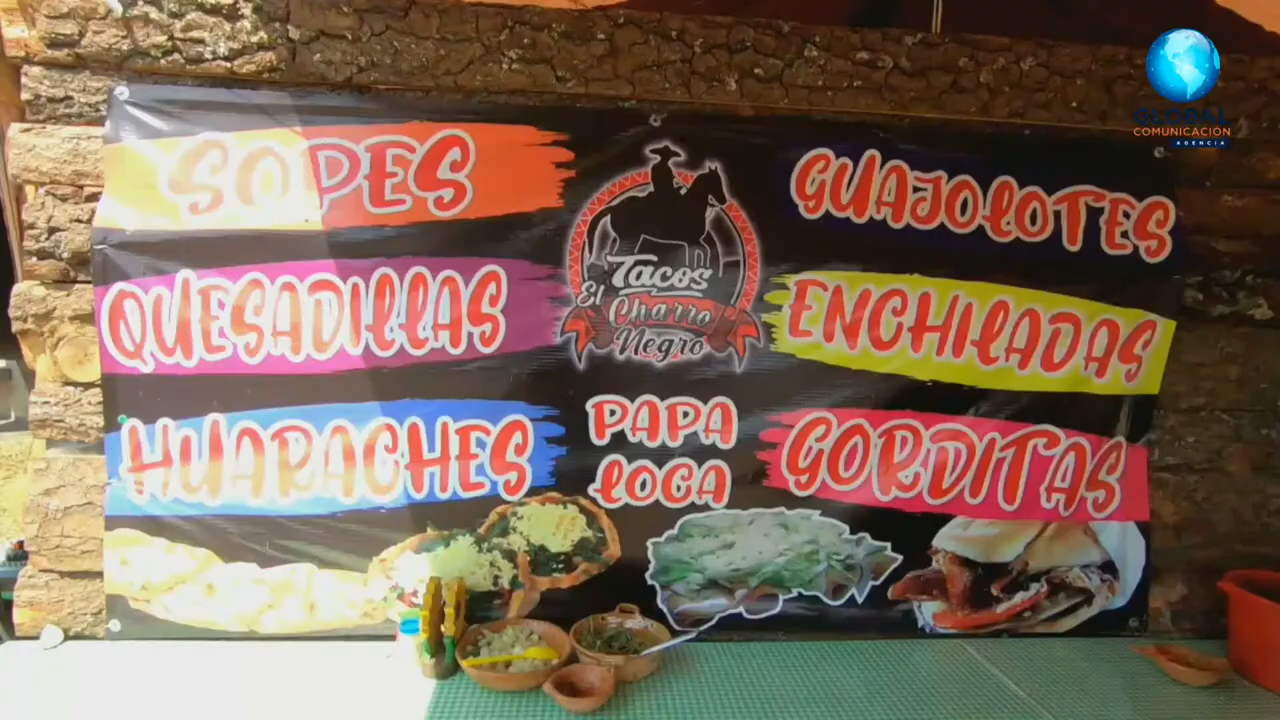 SOPES
QUESADILLAS
HUARACHES
Tacos
El Charro
Negro
PAPA
LOCA
GUAJOLOTES
ENCHILADAS
GORDITAS
GLOBAL
COMUNICACIÓN
AGENCIA